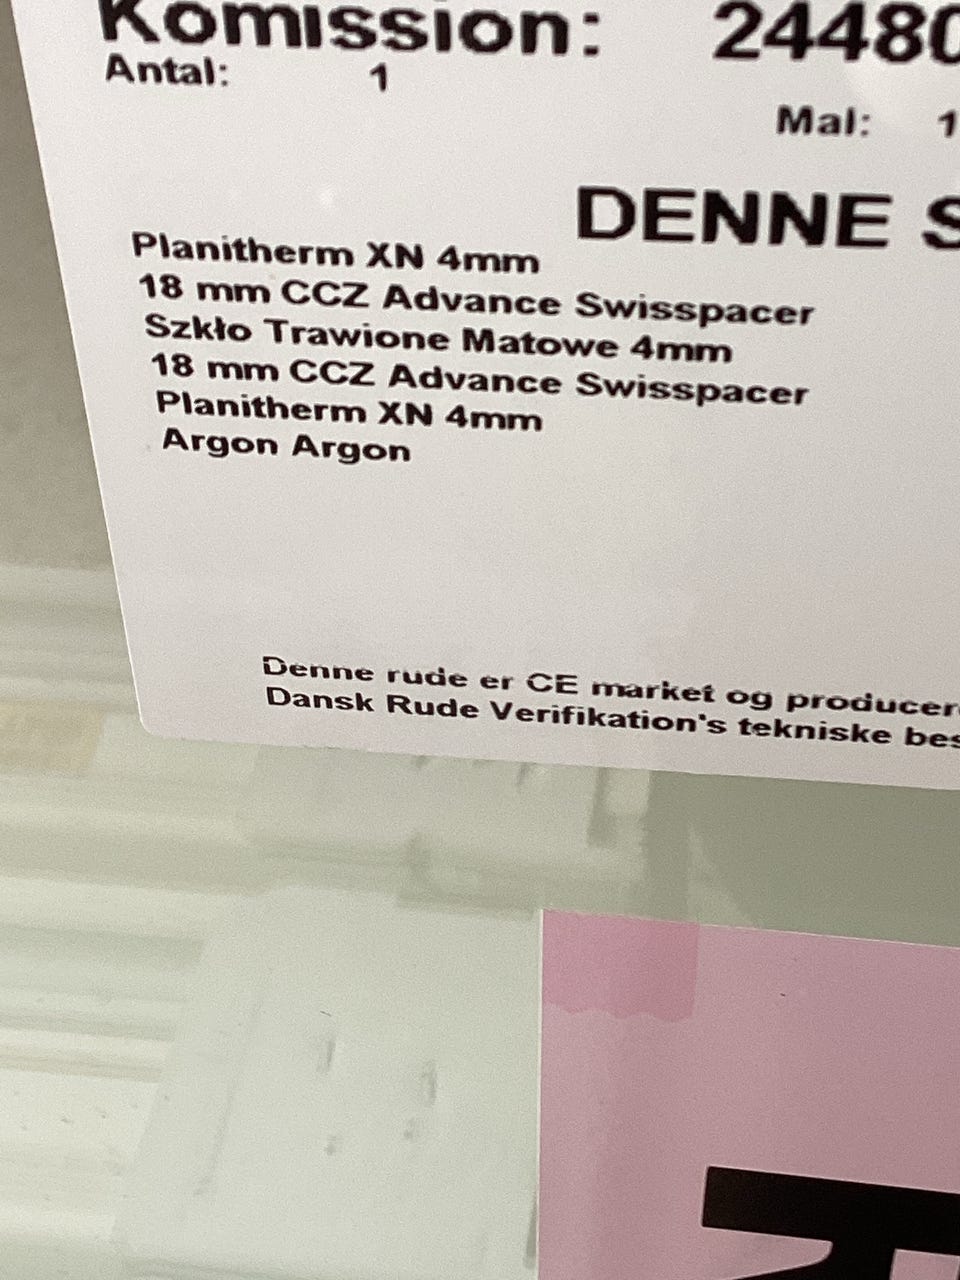 Komission: 24480
Antal: 1
Mal: 1
DENNE S
Planitherm XN 4mm
18 mm CCZ Advance Swisspacer
Szkło Trawione Matowe 4mm
18 mm CCZ Advance Swisspacer
Planitherm XN 4mm
Argon Argon
Denne rude er CE market og producer
Dansk Rude Verifikation's tekniske bes